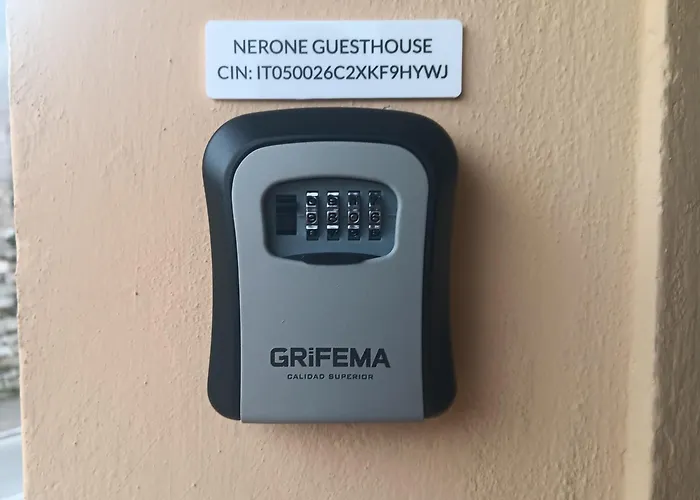 NERONE GUESTHOUSE
CIN: IT050026C2XKF9HYWJ
GRiFEMA
CALIDAD SUPERIOR